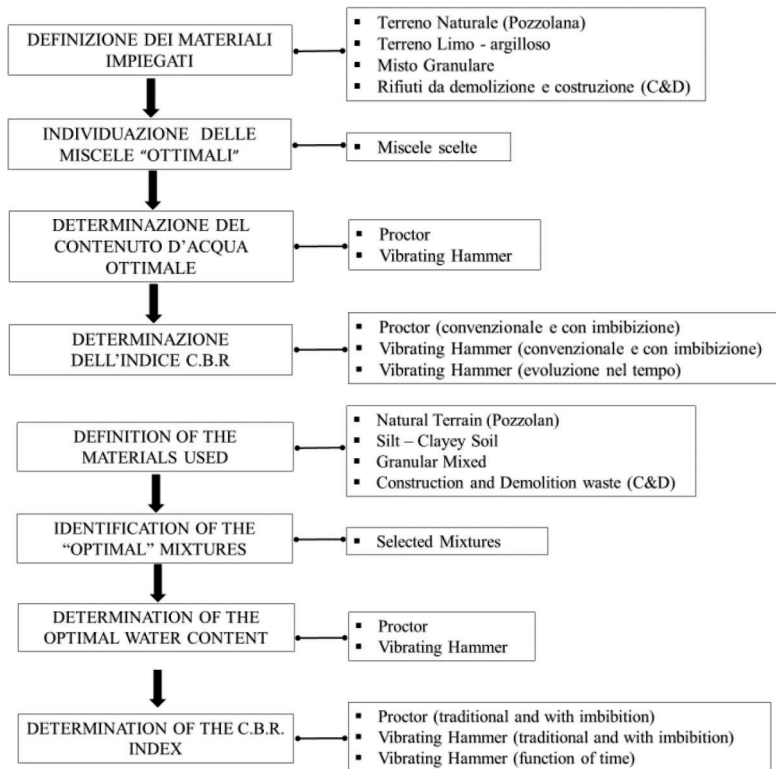 DEFINIZIONE DEI MATERIALI
IMPIEGATI
▪ Terreno Naturale (Pozzolana)
▪ Terreno Limo - argilloso
▪ Misto Granulare
▪ Rifiuti da demolizione e costruzione (C&D)
INDIVIDUAZIONE DELLE
MISCELE “OTTIMALI”
▪ Miscele scelte
DETERMINAZIONE DEL
CONTENUTO D’ACQUA
OTTIMALE
▪ Proctor
▪ Vibrating Hammer
DETERMINAZIONE
DELL’INDICE C.B.R
▪ Proctor (convenzionale e con imbibizione)
▪ Vibrating Hammer (convenzionale e con imbibizione)
▪ Vibrating Hammer (evoluzione nel tempo)
DEFINITION OF THE
MATERIALS USED
▪ Natural Terrain (Pozzolan)
▪ Silt – Clayey Soil
▪ Granular Mixed
▪ Construction and Demolition waste (C&D)
IDENTIFICATION OF THE
“OPTIMAL” MIXTURES
▪ Selected Mixtures
DETERMINATION OF THE
OPTIMAL WATER CONTENT
▪ Proctor
▪ Vibrating Hammer
DETERMINATION OF THE C.B.R.
INDEX
▪ Proctor (traditional and with imbibition)
▪ Vibrating Hammer (traditional and with imbibition)
▪ Vibrating Hammer (function of time)